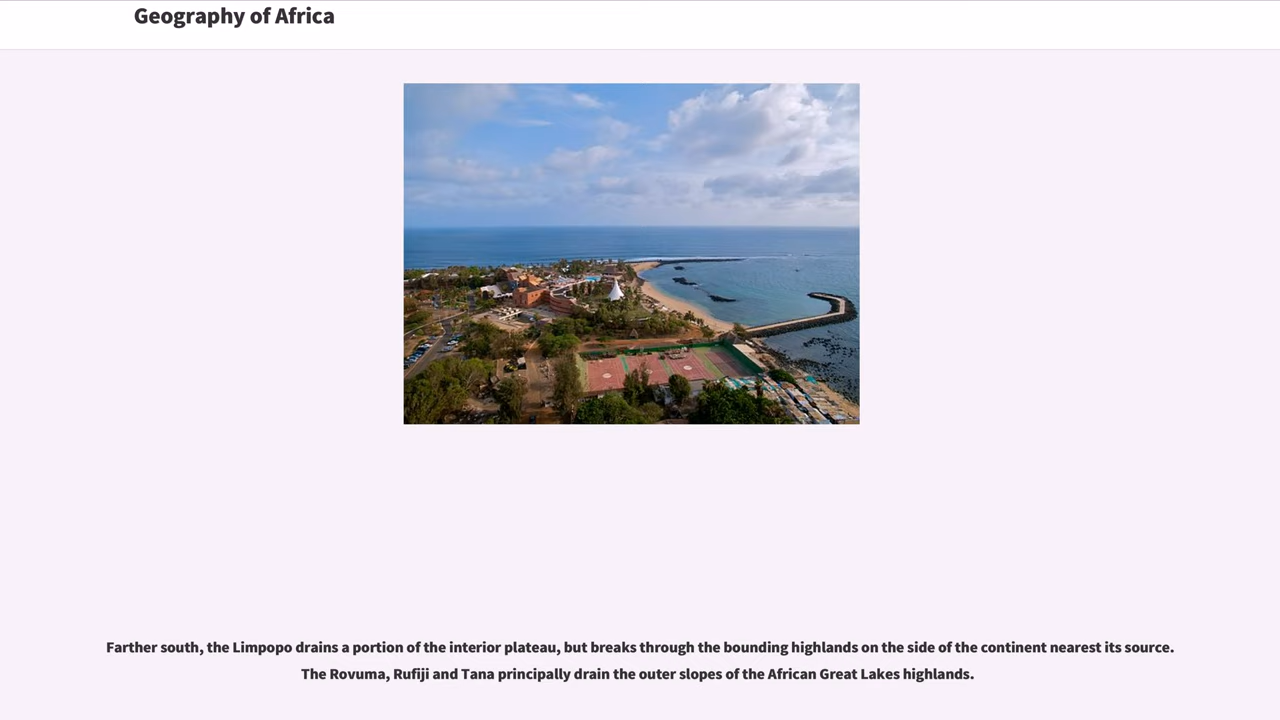 Geography of Africa
Farther south, the Limpopo drains a portion of the interior plateau, but breaks through the bounding highlands on the side of the continent nearest its source.
The Rovuma, Rufiji and Tana principally drain the outer slopes of the African Great Lakes highlands.